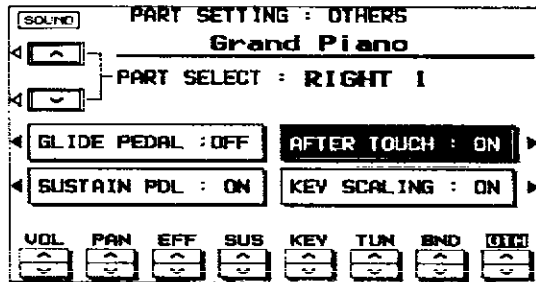 SOUND
PART SETTING : OTHERS
Grand Piano
PART SELECT : RIGHT 1
GLIDE PEDAL :OFF
AFTER TOUCH : ON
SUSTAIN PDL : ON
KEY SCALING : ON
VOL PAN EFF SUS KEY TUN BND OTH